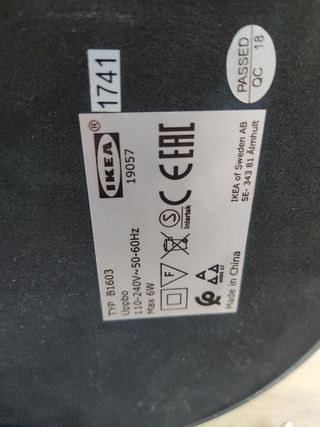 PASSED
QC 18
1741
IKEA ®
19057
TYP B1603
Uppbo
110-240V~50-60Hz
Max 6W
F
S
Intertek
CE EAC
IKEA of Sweden AB
SE- 343 81 Älmhult
Made in China